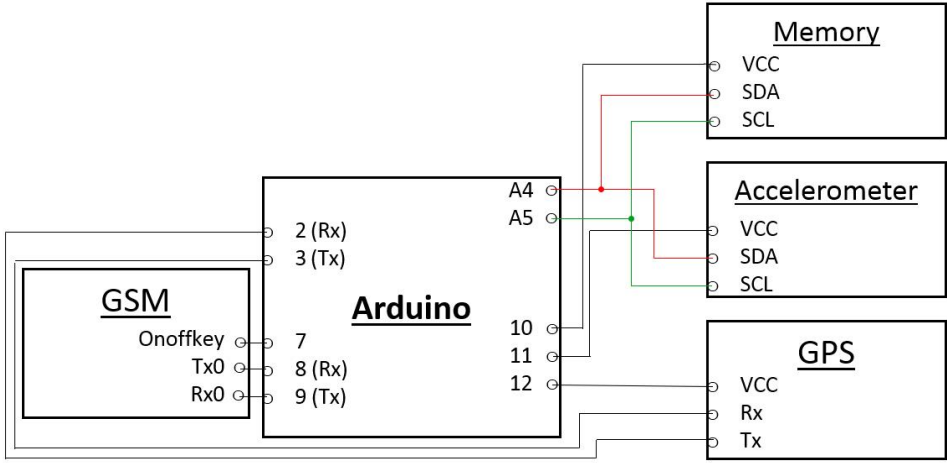 Memory
VCC
SDA
SCL
Accelerometer
VCC
SDA
SCL
GPS
VCC
Rx
Tx
Arduino
A4
A5
10
11
12
2 (Rx)
3 (Tx)
7
8 (Rx)
9 (Tx)
GSM
Onoffkey
Tx0
Rx0